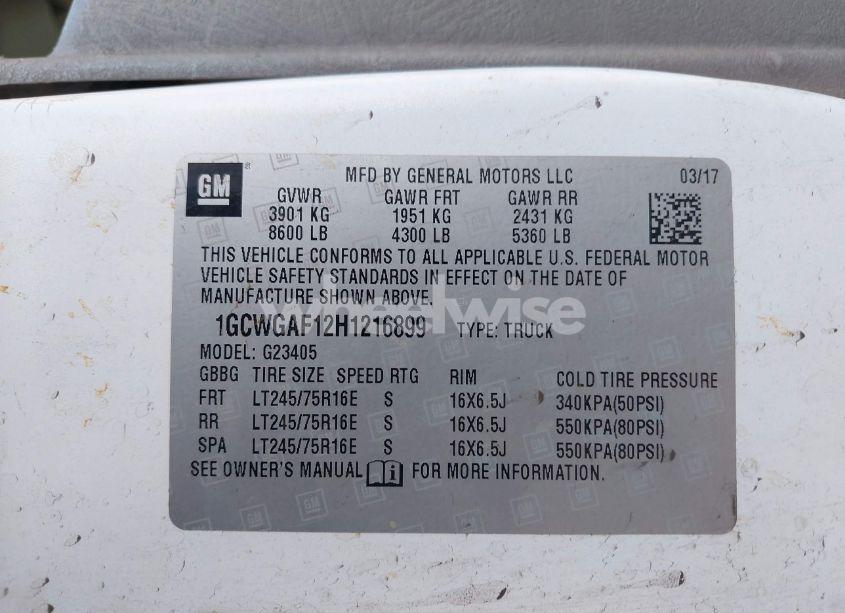 GM
MFD BY GENERAL MOTORS LLC 03/17
GVWR GAWR FRT GAWR RR
3901 KG 1951 KG 2431 KG
8600 LB 4300 LB 5360 LB
THIS VEHICLE CONFORMS TO ALL APPLICABLE U.S. FEDERAL MOTOR
VEHICLE SAFETY STANDARDS IN EFFECT ON THE DATE OF
MANUFACTURE SHOWN ABOVE.
wheelwise
1GCWGAF12H1216899 TYPE: TRUCK
MODEL: G23405
GBBG TIRE SIZE SPEED RTG RIM COLD TIRE PRESSURE
FRT LT245/75R16E S 16X6.5J 340KPA(50PSI)
RR LT245/75R16E S 16X6.5J 550KPA(80PSI)
SPA LT245/75R16E S 16X6.5J 550KPA(80PSI)
SEE OWNER'S MANUAL FOR MORE INFORMATION.